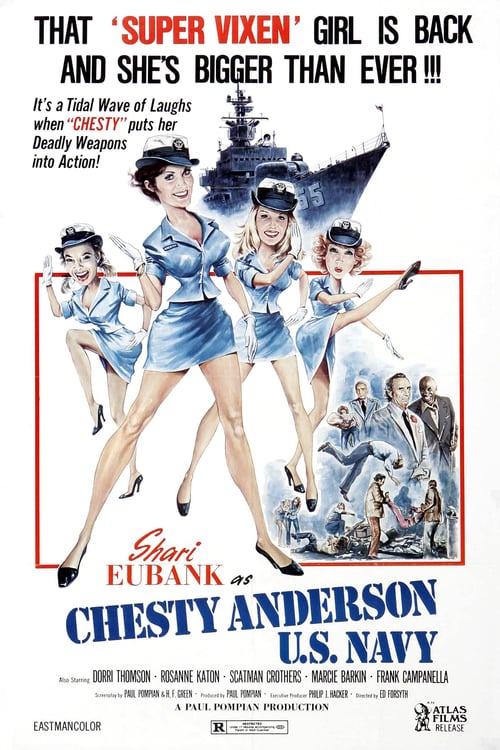 THAT 'SUPER VIXEN' GIRL IS BACK
AND SHE'S BIGGER THAN EVER!!!
It's a Tidal Wave of Laughs
when "CHESTY" puts her
Deadly Weapons
into Action!
65
Shari
EUBANK as
CHESTY ANDERSON
U.S. NAVY
Also Starring DORRI THOMSON · ROSANNE KATON · SCATMAN CROTHERS · MARCIE BARKIN · FRANK CAMPANELLA
Screenplay by PAUL POMPIAN & H. F. GREEN · Produced by PAUL POMPIAN · Executive Producer PHILIP J. HACKER · Directed by ED FORSYTH
A PAUL POMPIAN PRODUCTION
EASTMANCOLOR
R RESTRICTED
ATLAS
FILMS
RELEASE